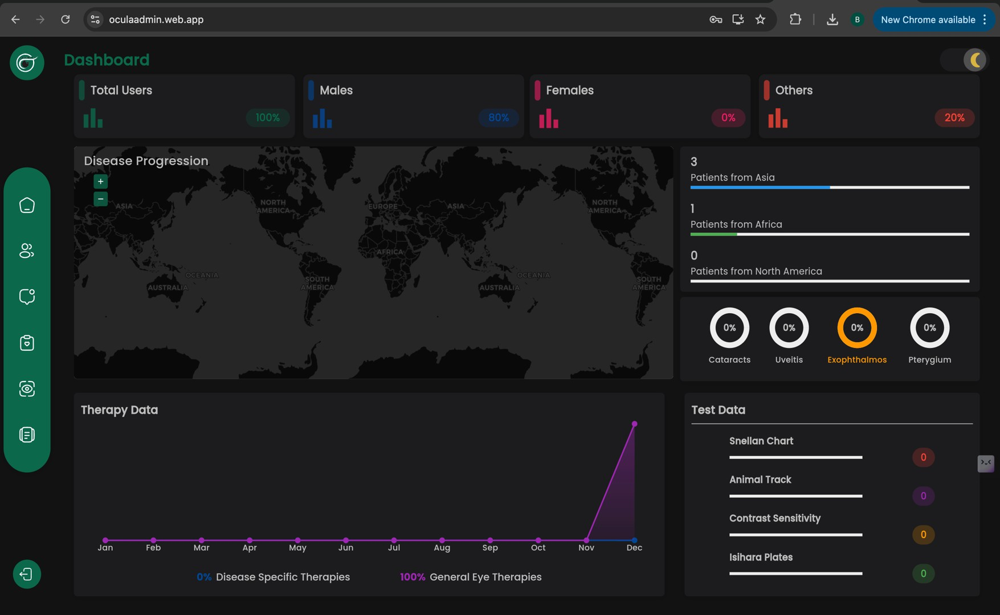 oculaadmin.web.app
B
New Chrome available
Dashboard
Total Users
100%
Males
80%
Females
0%
Others
20%
Disease Progression
+
−
ASIA
NORTH
AMERICA
EUROPE
ASIA
NORTH
AMERICA
AFRICA
OCEANIA
AUSTRALIA
SOUTH
AMERICA
OCEANIA
AUSTRALIA
SOUTH
AMERICA
3
Patients from Asia
1
Patients from Africa
0
Patients from North America
0%
Cataracts
0%
Uveitis
0%
Exophthalmos
0%
Pterygium
Therapy Data
Jan Feb Mar Apr May Jun Jul Aug Sep Oct Nov Dec
0% Disease Specific Therapies
100% General Eye Therapies
Test Data
Snellan Chart
0
Animal Track
0
Contrast Sensitivity
0
Isihara Plates
0